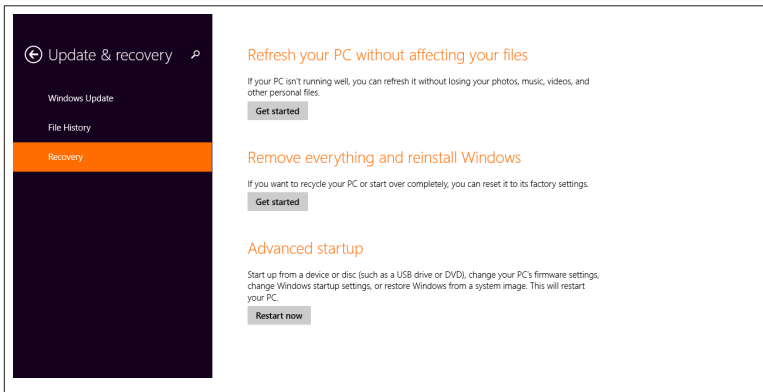 Update & recovery
Windows Update
File History
Recovery
Refresh your PC without affecting your files
If your PC isn't running well, you can refresh it without losing your photos, music, videos, and
other personal files.
Get started
Remove everything and reinstall Windows
If you want to recycle your PC or start over completely, you can reset it to its factory settings.
Get started
Advanced startup
Start up from a device or disc (such as a USB drive or DVD), change your PC's firmware settings,
change Windows startup settings, or restore Windows from a system image. This will restart
your PC.
Restart now